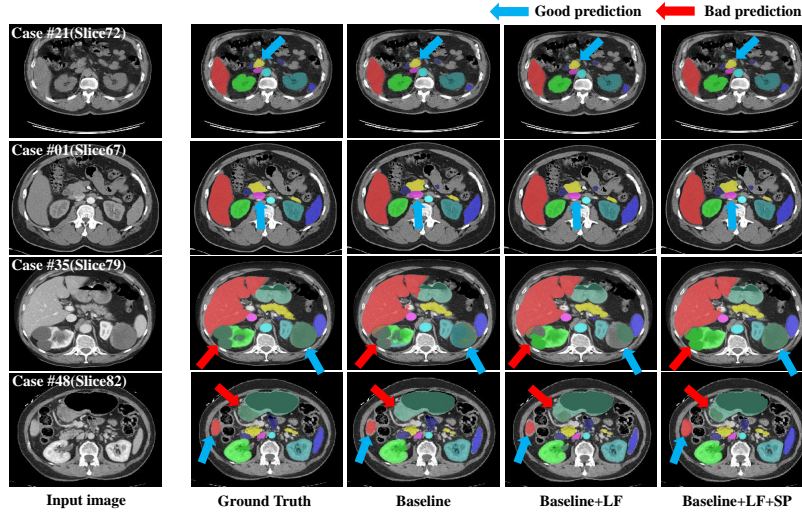 Good prediction
Bad prediction
Case #21(Slice72)
Case #01(Slice67)
Case #35(Slice79)
Case #48(Slice82)
Input image
Ground Truth
Baseline
Baseline+LF
Baseline+LF+SP